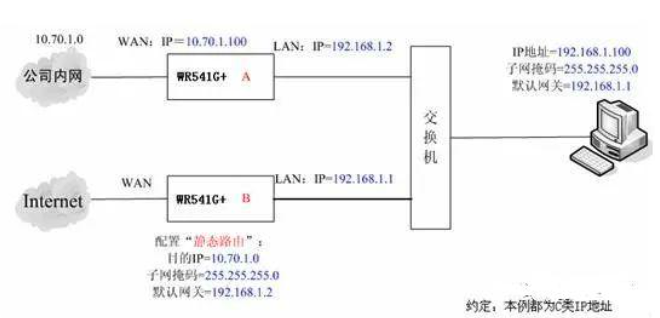 10.70.1.0
公司内网
WAN：IP＝10.70.1.100
WR541G+ A
LAN：IP=192.168.1.2
交换机
IP地址=192.168.1.100
子网掩码=255.255.255.0
默认网关=192.168.1.1
Internet
WAN
WR541G+ B
LAN：IP=192.168.1.1
配置“静态路由”：
目的IP=10.70.1.0
子网掩码=255.255.255.0
默认网关=192.168.1.2
约定：本例都为C类IP地址